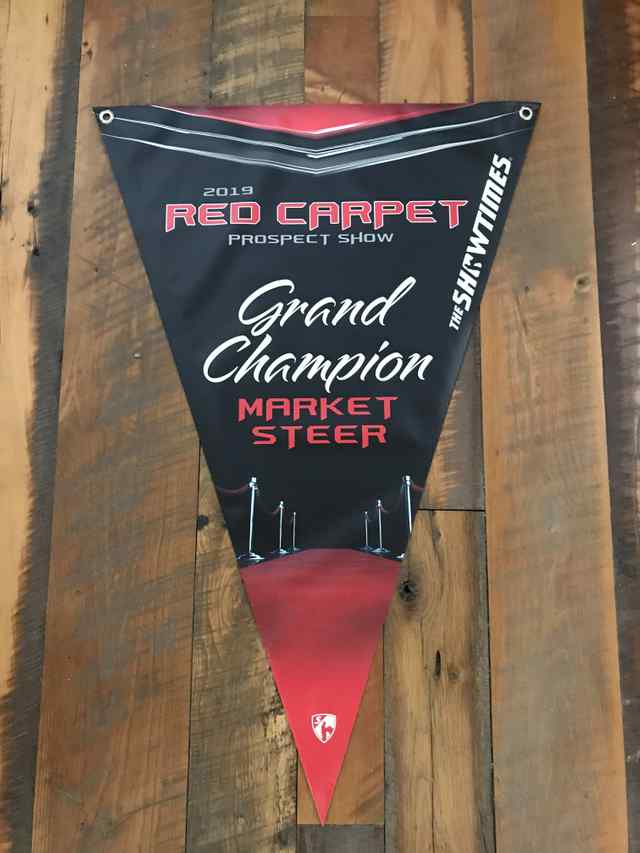 2019
RED CARPET
PROSPECT SHOW
THE SHOWTIMES
Grand
Champion
MARKET
STEER